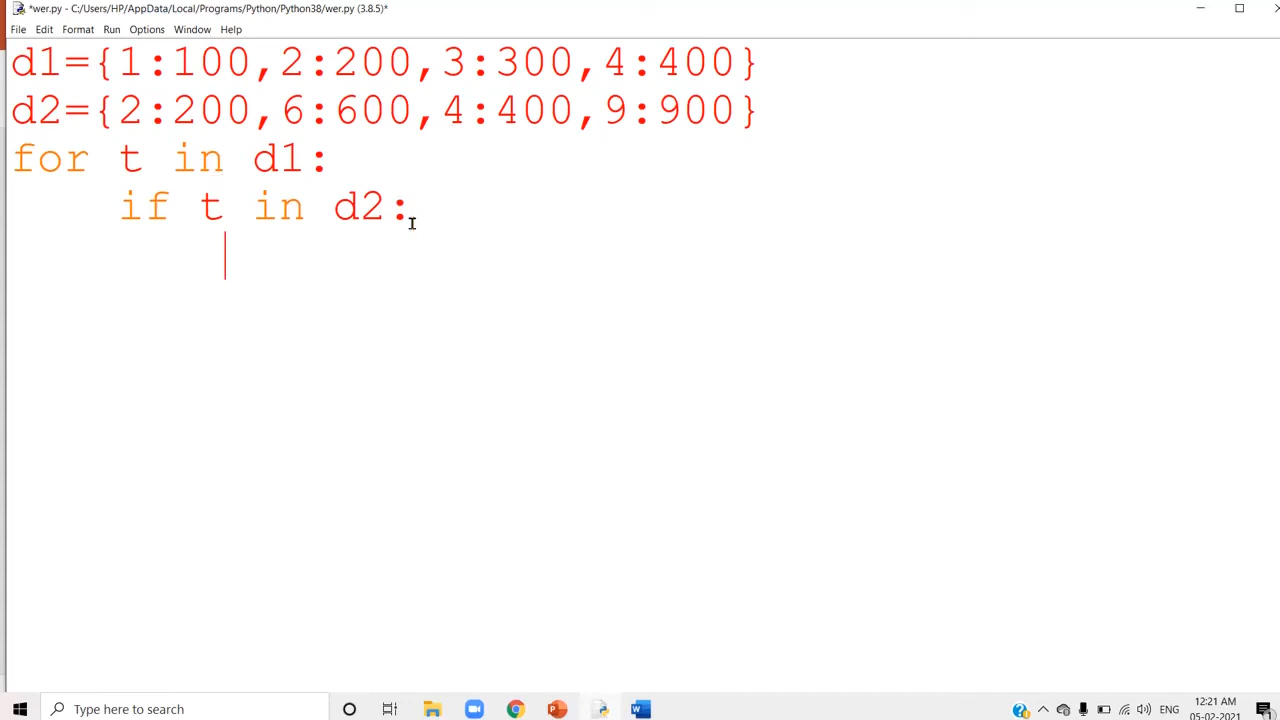 *wer.py - C:/Users/HP/AppData/Local/Programs/Python/Python38/wer.py (3.8.5)*
File Edit Format Run Options Window Help
d1={1:100,2:200,3:300,4:400}
d2={2:200,6:600,4:400,9:900}
for t in d1:
    if t in d2:
Type here to search
ENG
12:21 AM
05-02-2021